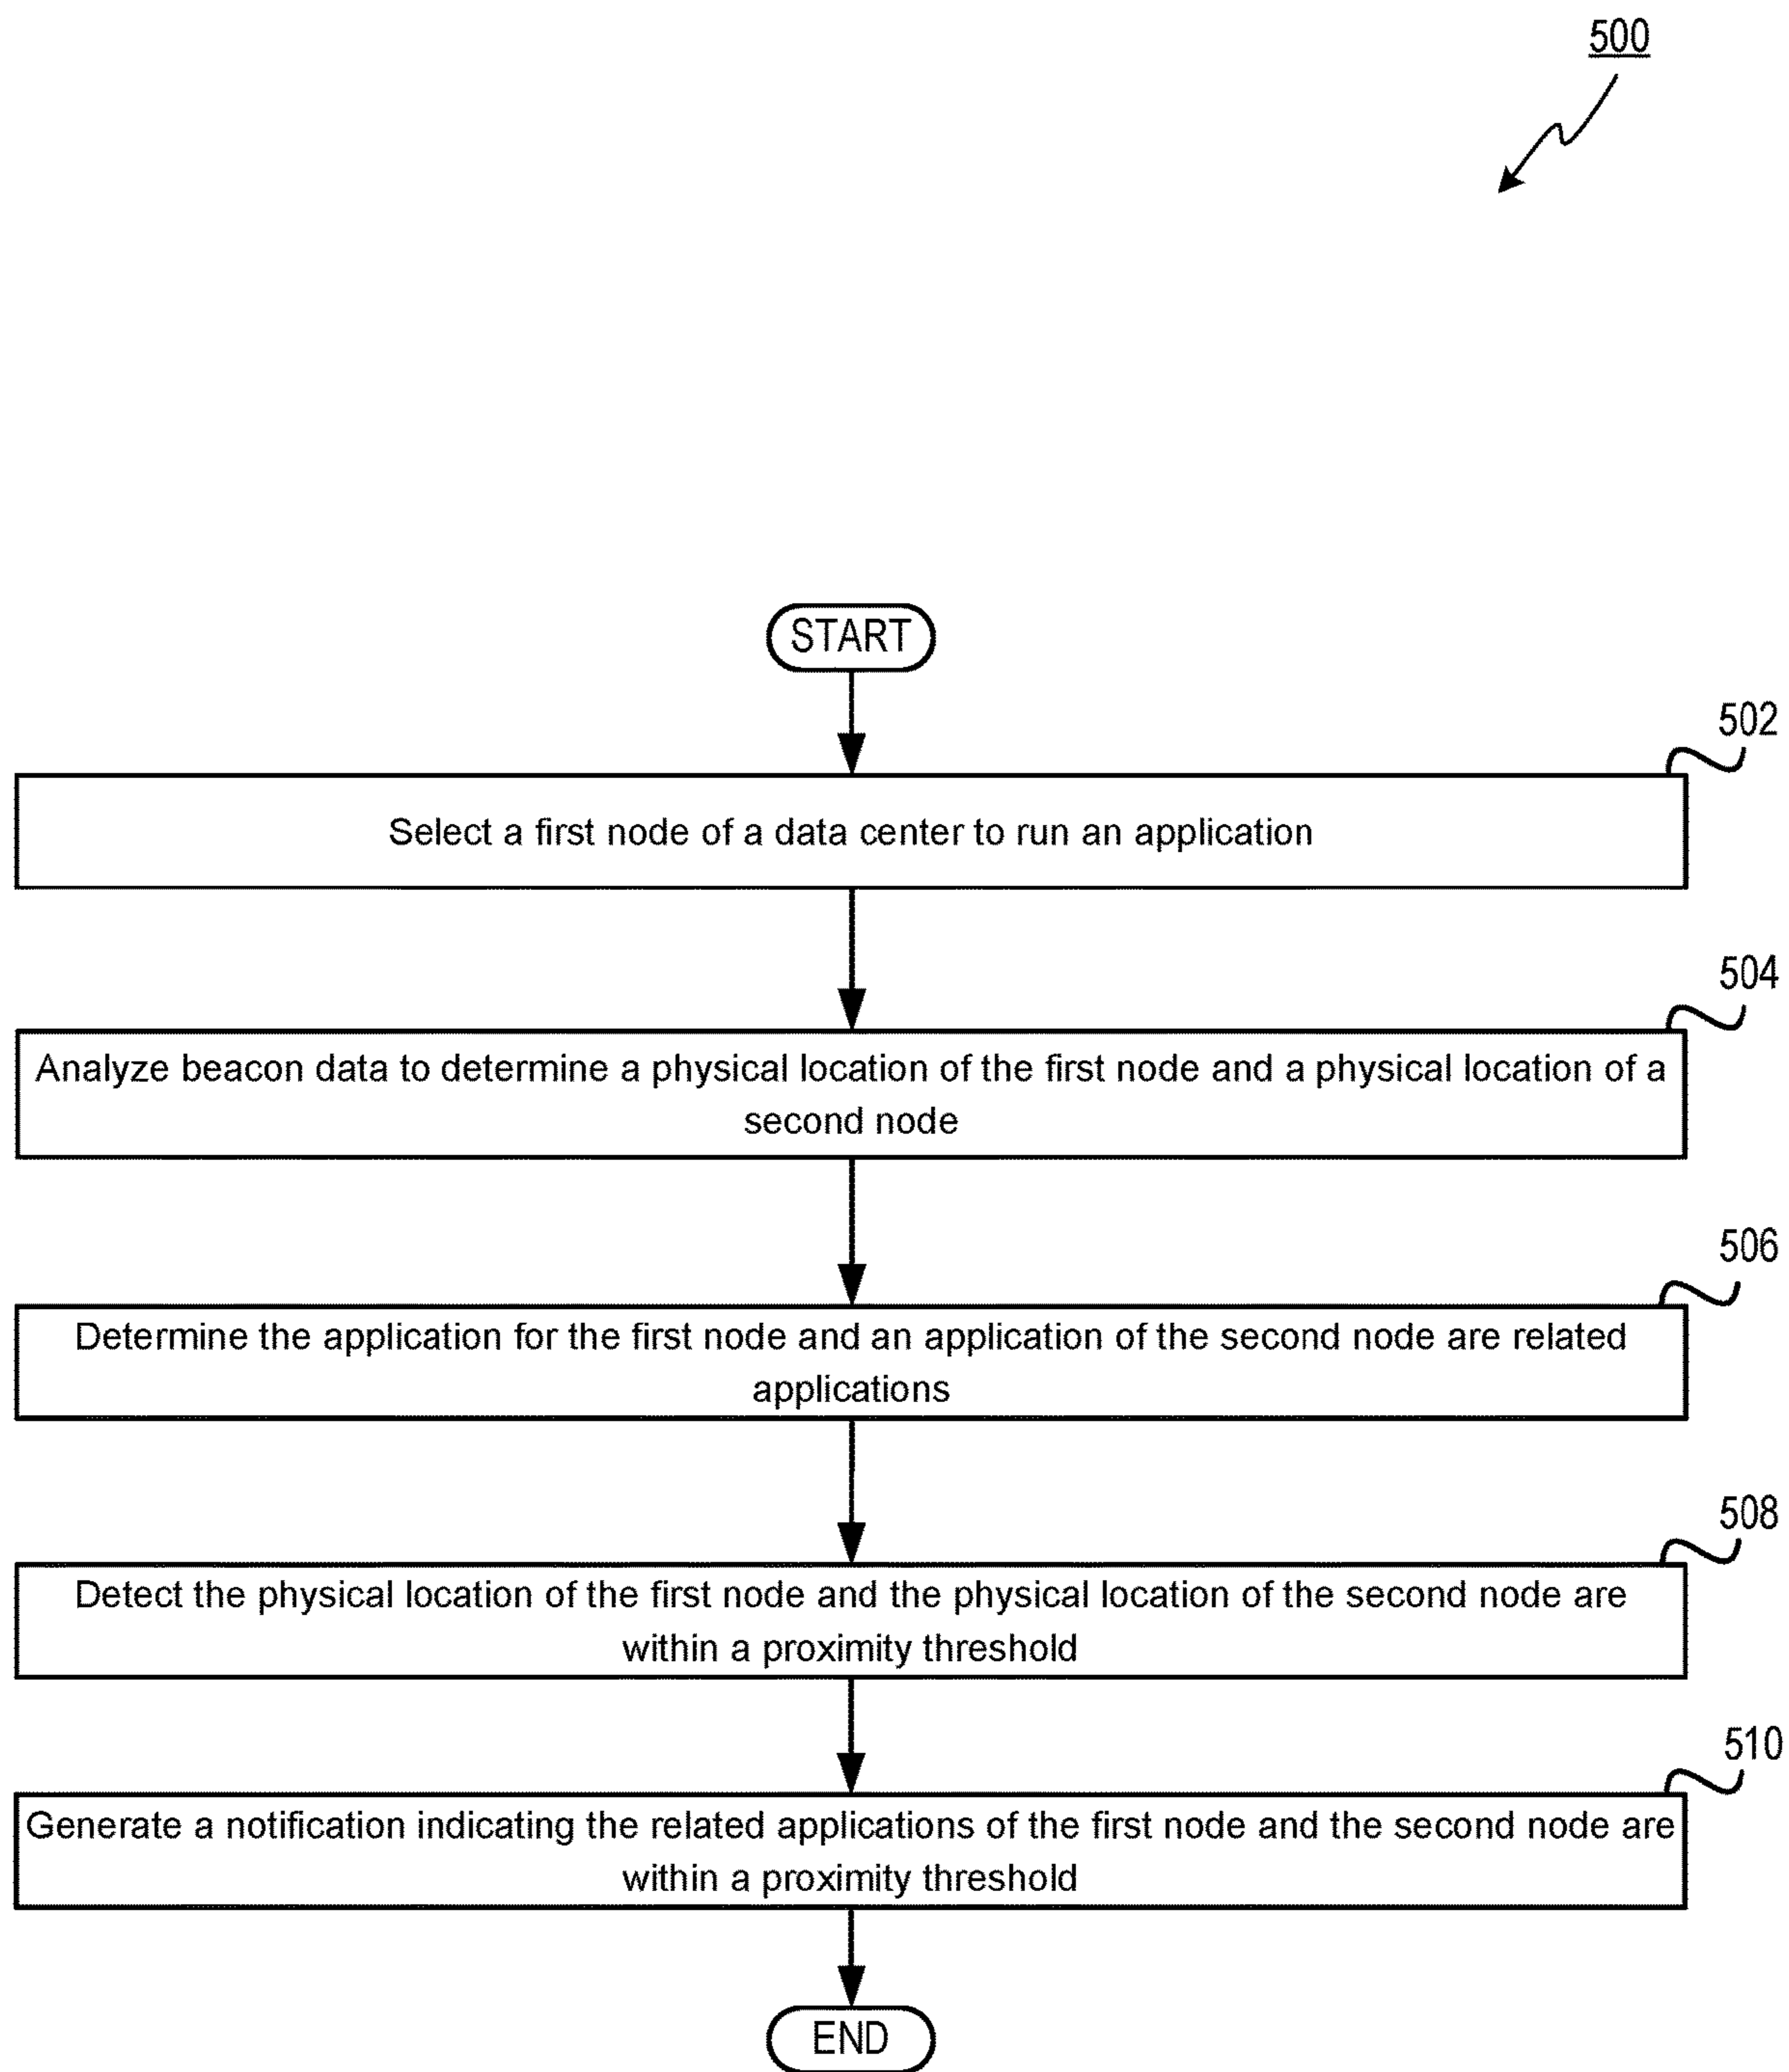 500
START
502
Select a first node of a data center to run an application
504
Analyze beacon data to determine a physical location of the first node and a physical location of a
second node
506
Determine the application for the first node and an application of the second node are related
applications
508
Detect the physical location of the first node and the physical location of the second node are
within a proximity threshold
510
Generate a notification indicating the related applications of the first node and the second node are
within a proximity threshold
END